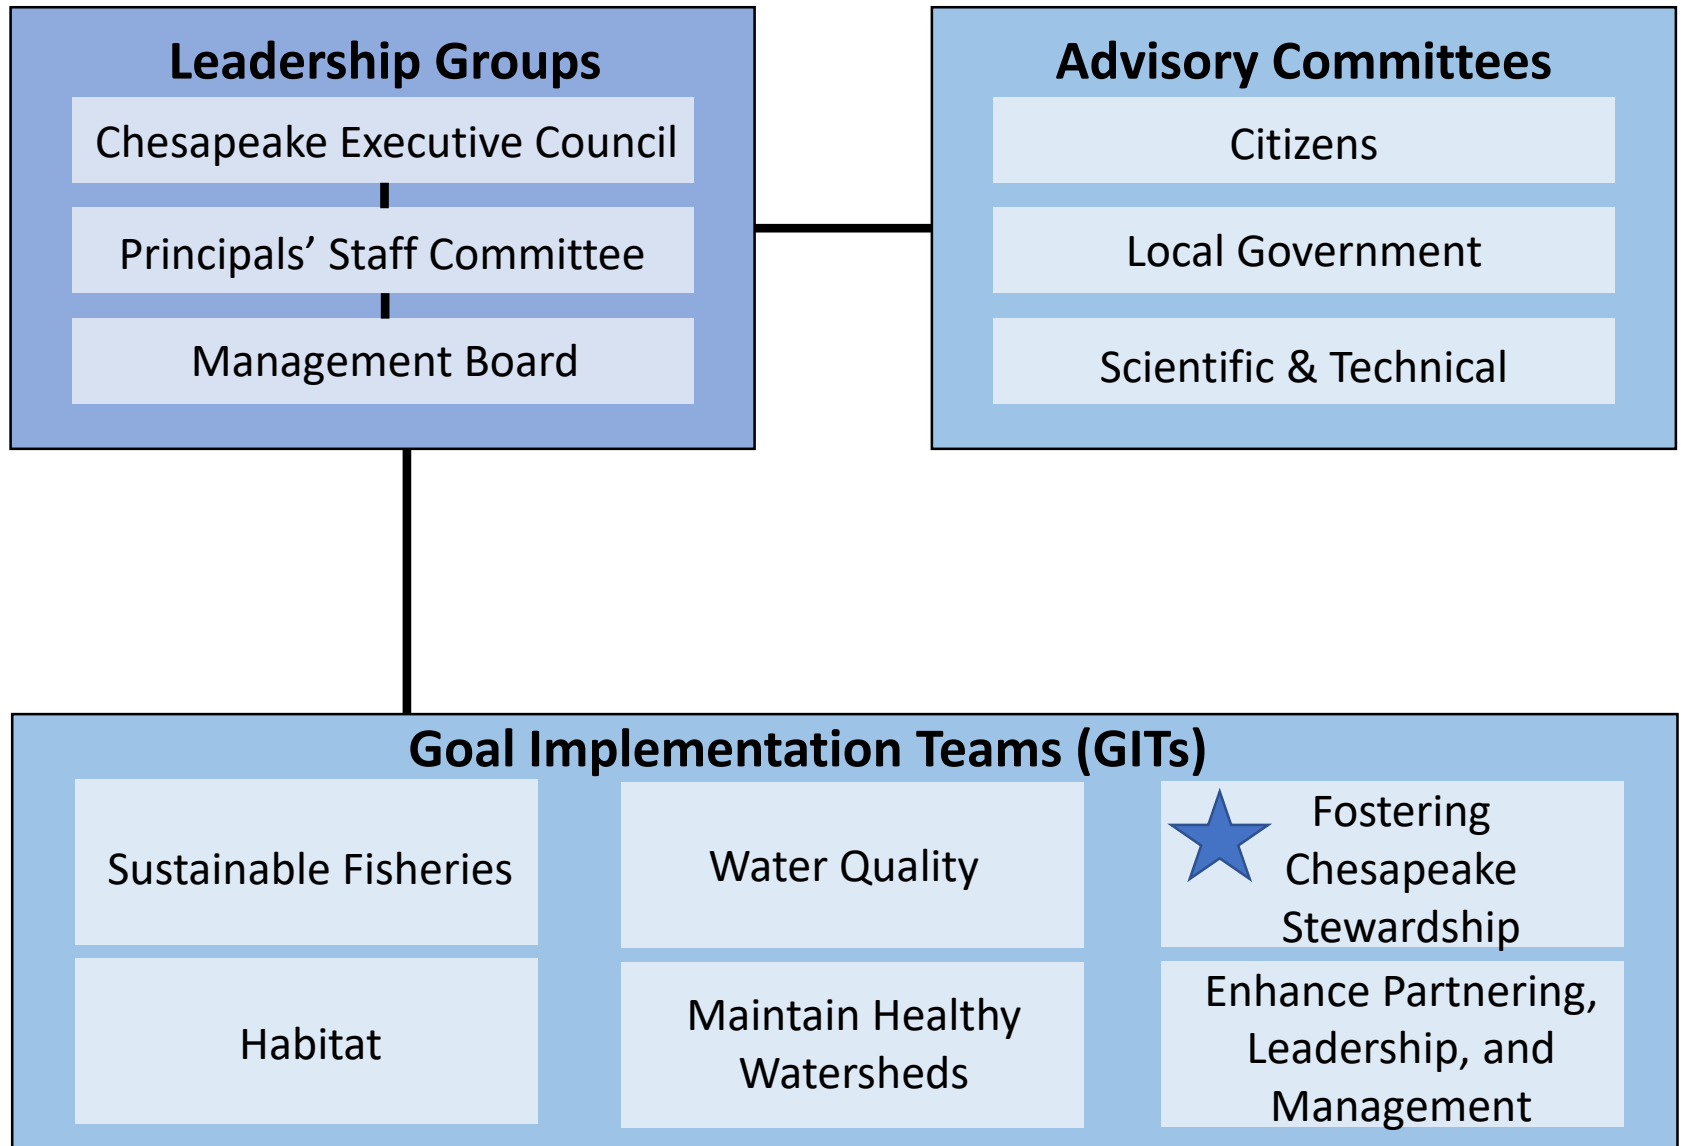 Leadership Groups
Chesapeake Executive Council
Principals’ Staff Committee
Management Board
Advisory Committees
Citizens
Local Government
Scientific & Technical
Goal Implementation Teams (GITs)
Sustainable Fisheries
Water Quality
Fostering
Chesapeake
Stewardship
Habitat
Maintain Healthy
Watersheds
Enhance Partnering,
Leadership, and
Management